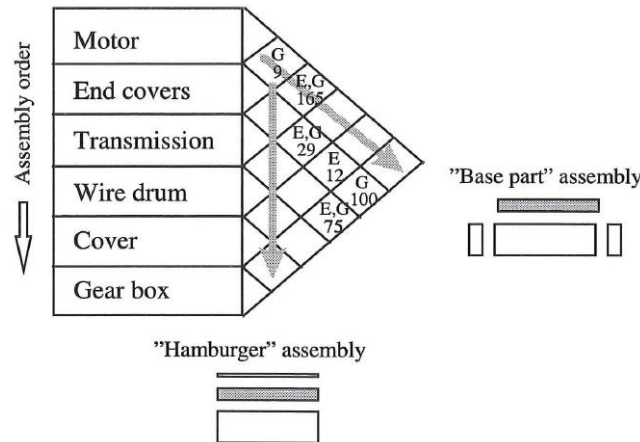 Assembly order
Motor
End covers
Transmission
Wire drum
Cover
Gear box
G
9
E,G
165
E,G
29
E
12
G
100
E,G
75
"Base part" assembly
"Hamburger" assembly